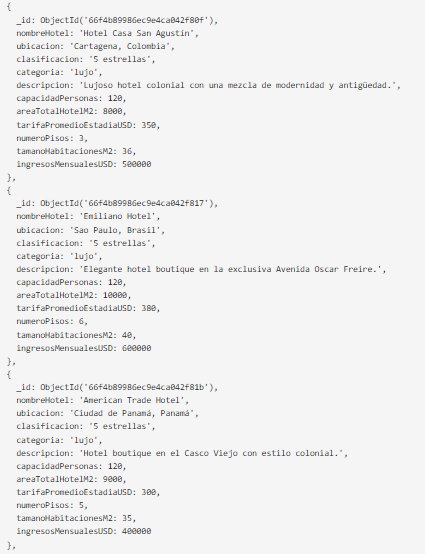 {
_id: ObjectId('66f4b89986ec9e4ca042f80f'),
nombreHotel: 'Hotel Casa San Agustín',
ubicacion: 'Cartagena, Colombia',
clasificacion: '5 estrellas',
categoria: 'lujo',
descripcion: 'Lujoso hotel colonial con una mezcla de modernidad y antigüedad.',
capacidadPersonas: 120,
areaTotalHotelM2: 8000,
tarifaPromedioEstadiaUSD: 350,
numeroPisos: 3,
tamanoHabitacionesM2: 36,
ingresosMensualesUSD: 500000
},
{
_id: ObjectId('66f4b89986ec9e4ca042f817'),
nombreHotel: 'Emiliano Hotel',
ubicacion: 'Sao Paulo, Brasil',
clasificacion: '5 estrellas',
categoria: 'lujo',
descripcion: 'Elegante hotel boutique en la exclusiva Avenida Oscar Freire.',
capacidadPersonas: 120,
areaTotalHotelM2: 10000,
tarifaPromedioEstadiaUSD: 380,
numeroPisos: 6,
tamanoHabitacionesM2: 40,
ingresosMensualesUSD: 600000
},
{
_id: ObjectId('66f4b89986ec9e4ca042f81b'),
nombreHotel: 'American Trade Hotel',
ubicacion: 'Ciudad de Panamá, Panamá',
clasificacion: '5 estrellas',
categoria: 'lujo',
descripcion: 'Hotel boutique en el Casco Viejo con estilo colonial.',
capacidadPersonas: 120,
areaTotalHotelM2: 9000,
tarifaPromedioEstadiaUSD: 300,
numeroPisos: 5,
tamanoHabitacionesM2: 35,
ingresosMensualesUSD: 400000
},